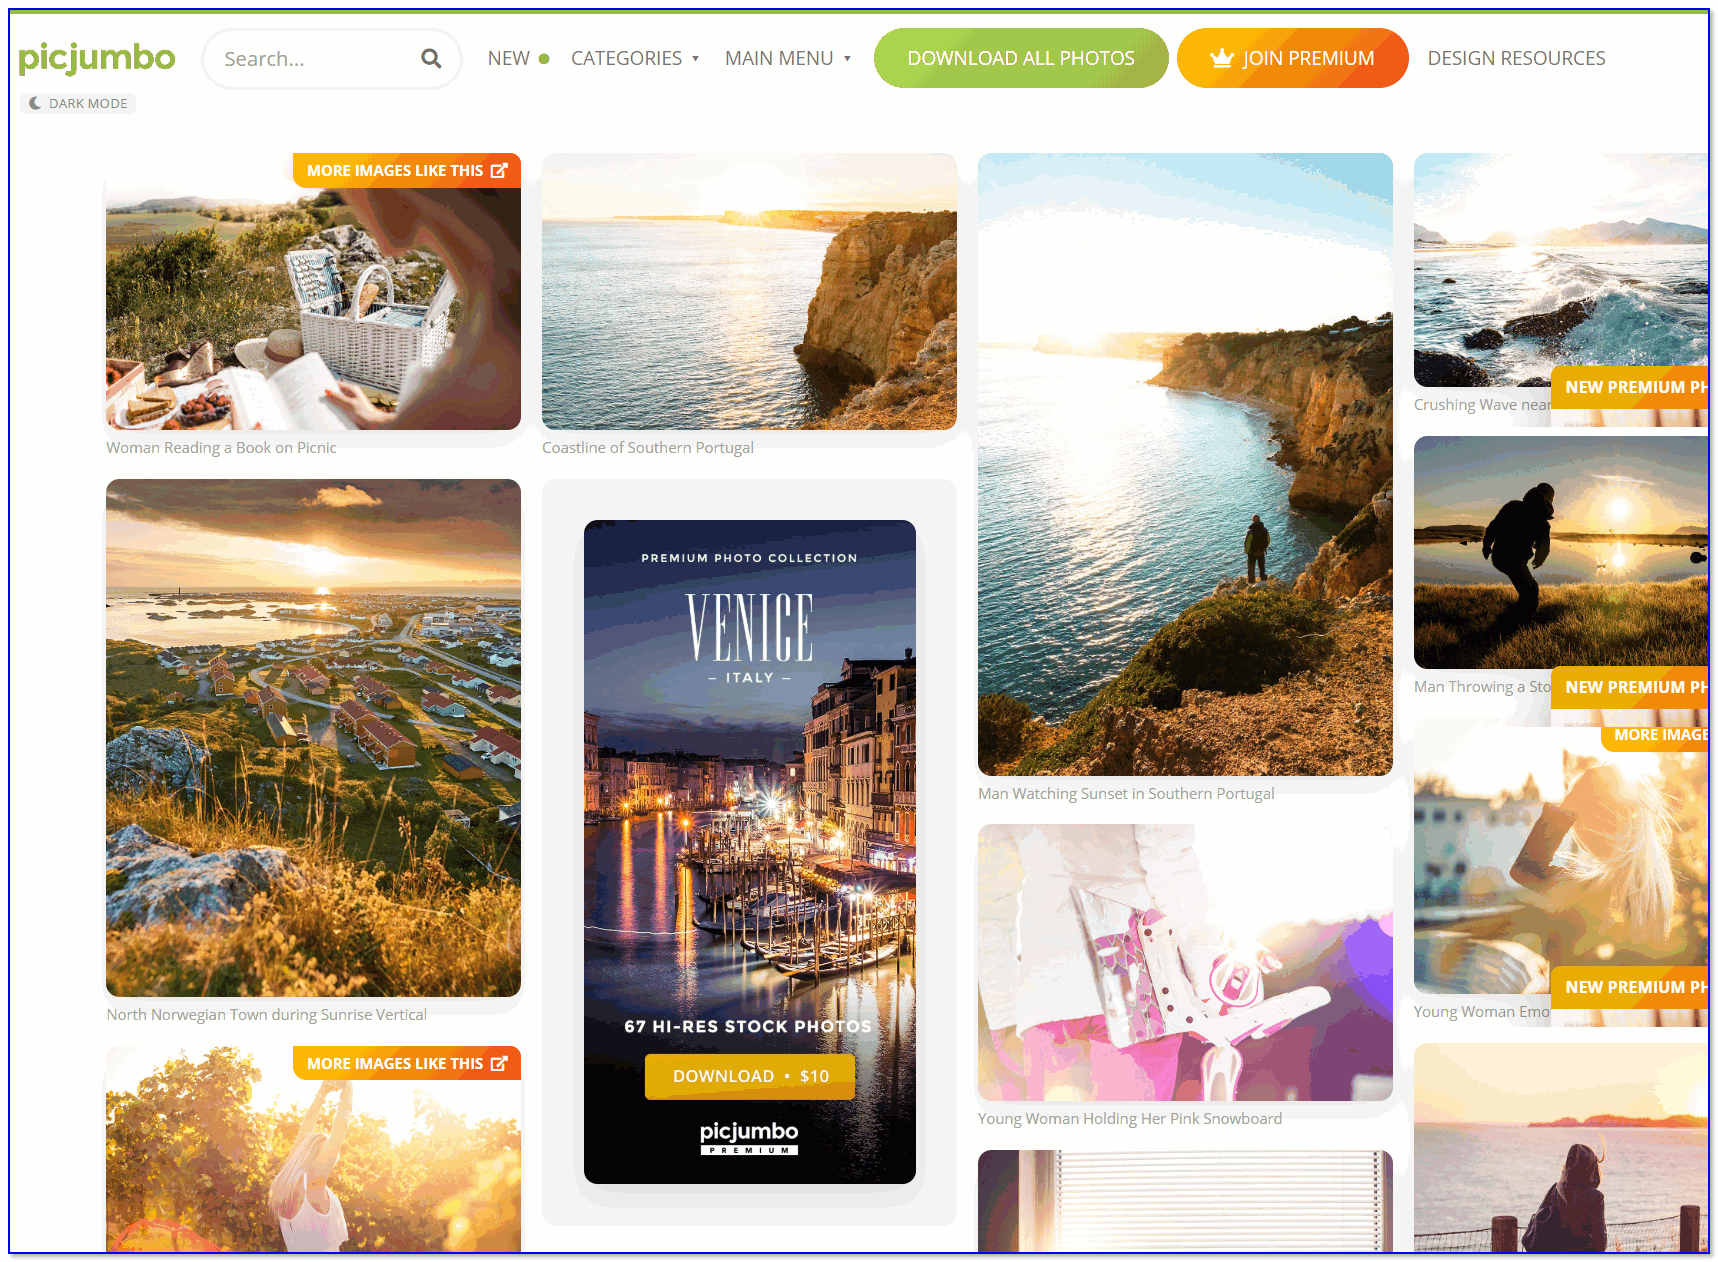 picjumbo
Search...
NEW
CATEGORIES
MAIN MENU
DOWNLOAD ALL PHOTOS
JOIN PREMIUM
DESIGN RESOURCES
DARK MODE
MORE IMAGES LIKE THIS
Woman Reading a Book on Picnic
North Norwegian Town during Sunrise Vertical
MORE IMAGES LIKE THIS
Coastline of Southern Portugal
PREMIUM PHOTO COLLECTION
VENICE
– ITALY –
67 HI-RES STOCK PHOTOS
DOWNLOAD • $10
picjumbo
PREMIUM
Man Watching Sunset in Southern Portugal
Young Woman Holding Her Pink Snowboard
NEW PREMIUM PH
Crushing Wave near
NEW PREMIUM PH
Man Throwing a Sto
MORE IMAGE
NEW PREMIUM PH
Young Woman Emo